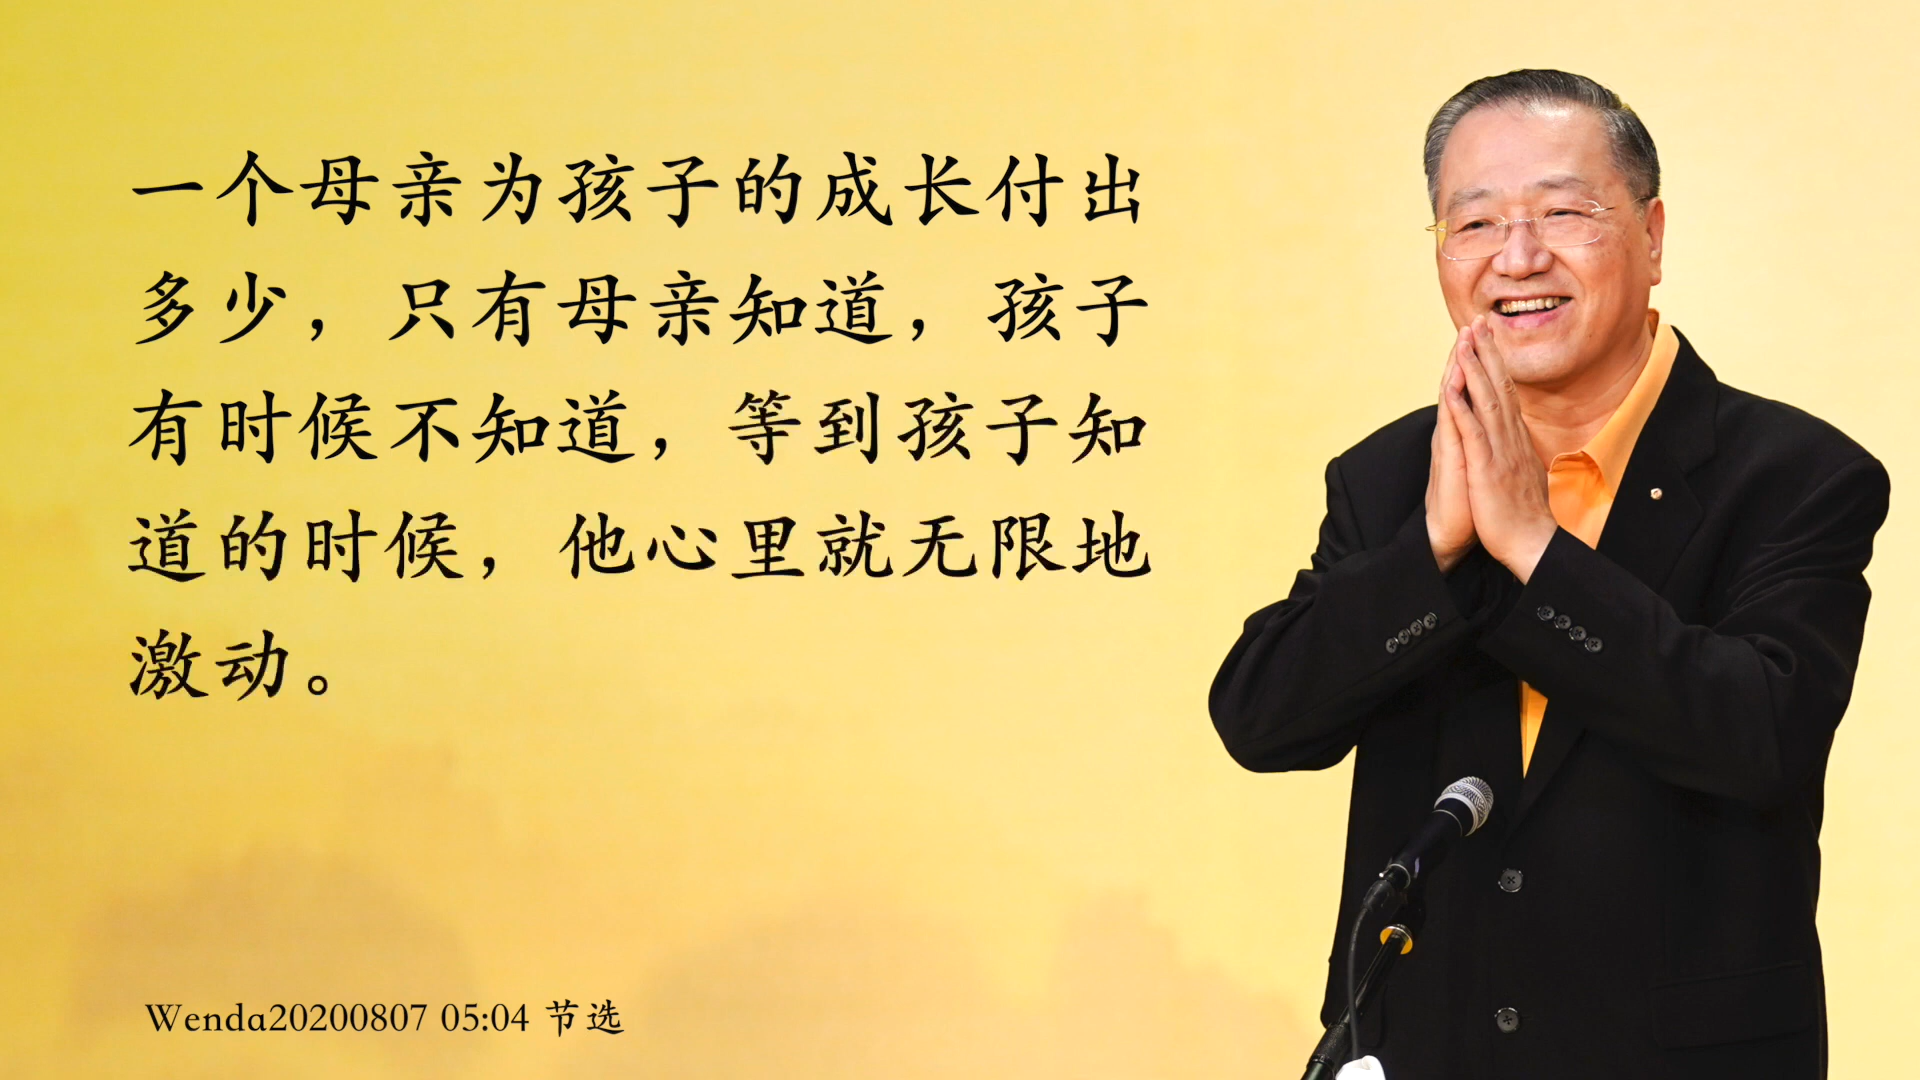 一个母亲为孩子的成长付出
多少，只有母亲知道，孩子
有时候不知道，等到孩子知
道的时候，他心里就无限地
激动。
Wenda20200807 05:04 节选